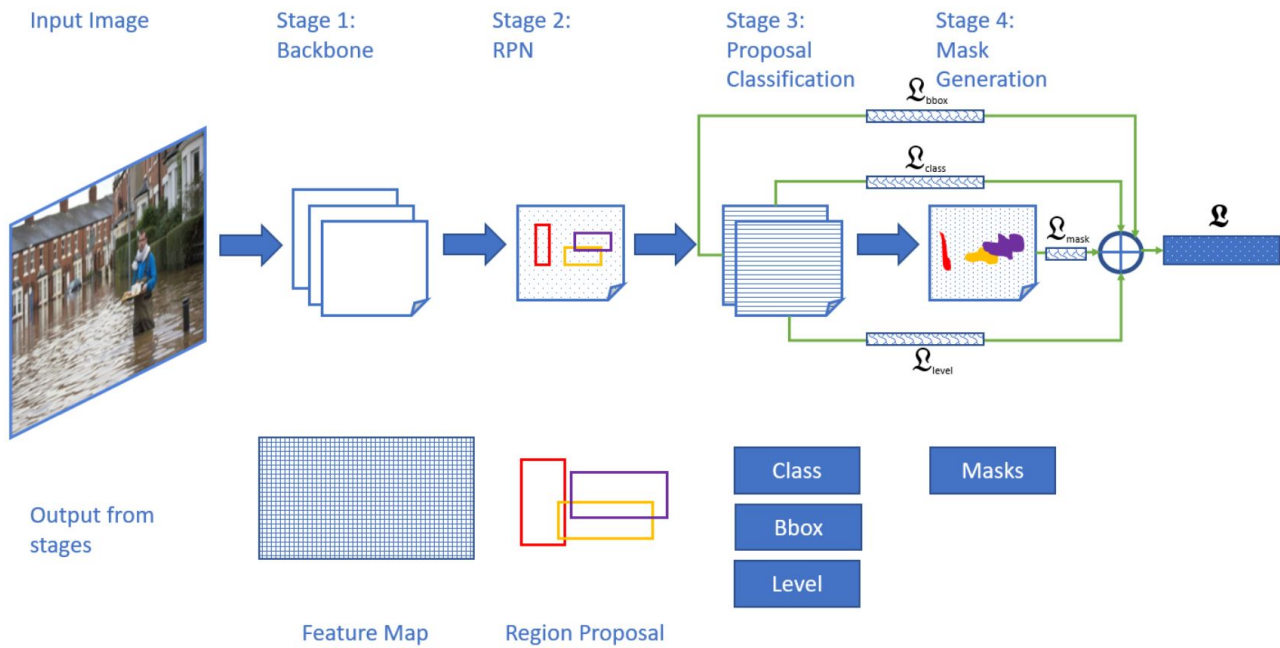 Input Image
Stage 1:
Backbone
Stage 2:
RPN
Stage 3:
Proposal
Classification
Stage 4:
Mask
Generation
𝕷bbox
𝕷class
𝕷mask
𝕷
𝕷level
Output from
stages
Class
Bbox
Level
Masks
Feature Map
Region Proposal